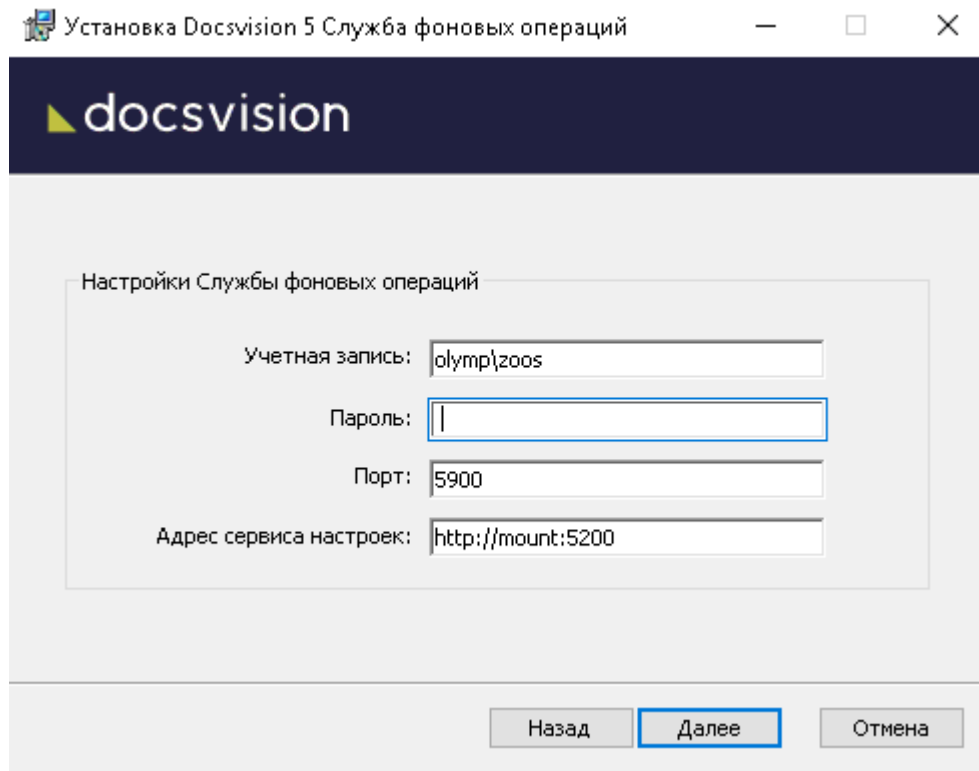 Установка Docsvision 5 Служба фоновых операций
docsvision
Настройки Службы фоновых операций
Учетная запись: olymp\zoos
Пароль:
Порт: 5900
Адрес сервиса настроек: http://mount:5200
Назад Далее Отмена